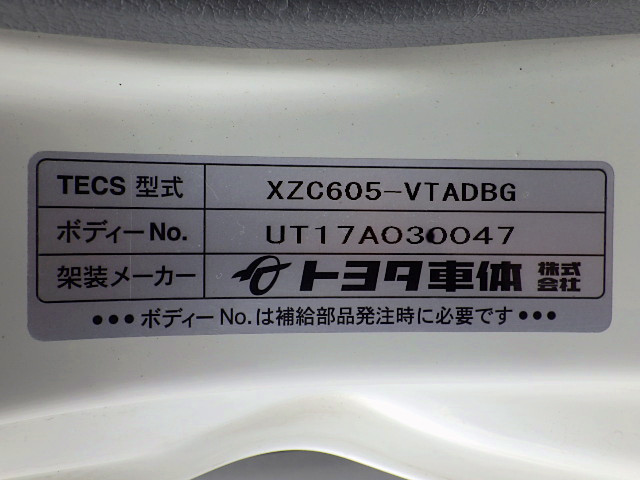 TECS 型式 XZC605-VTADBG
ボディーNo. UT17A030047
架装メーカー トヨタ車体 株式会社
●●●ボディーNo.は補給部品発注時に必要です●●●